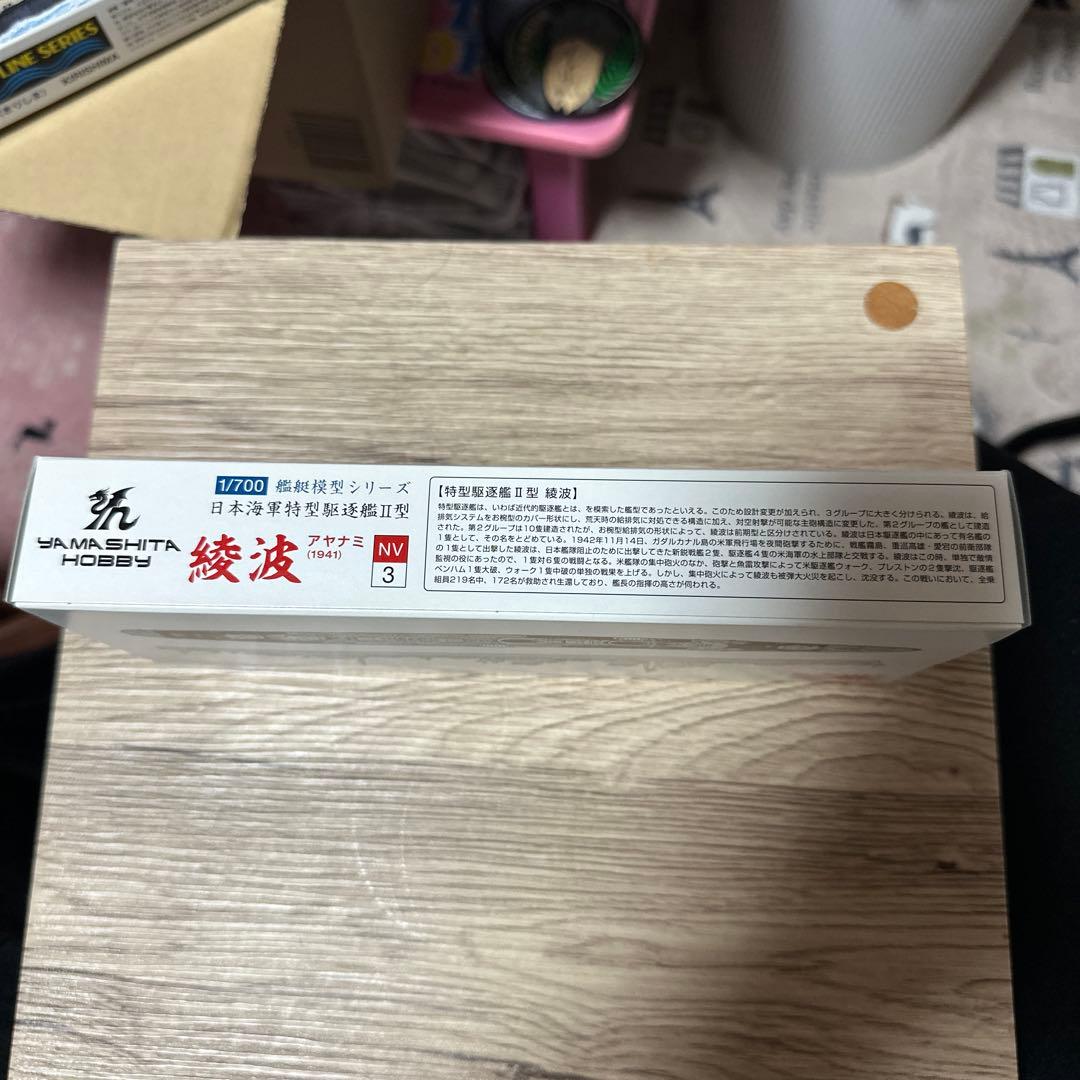 LINE SERIES
KIRISHIMA
YAMASHITA
HOBBY
1/700 艦艇模型シリーズ
日本海軍特型駆逐艦II型
綾波
アヤナミ
(1941)
NV
3
【特型駆逐艦II型 綾波】
特型駆逐艦は、いわば近代的駆逐艦とは、を模索した艦型であったといえる。このため設計変更が加えられ、3グループに大きく分けられる。綾波は、給
排気システムをお椀型のカバー形状にし、荒天時の給排気に対処できる構造に加え、対空射撃が可能な主砲構造に変更した、第2グループの艦として建造
された。第2グループは10隻建造されたが、お椀型給排気の形状によって、綾波は前期型と区分けされている。綾波は日本駆逐艦の中にあって有名艦の
1隻として、その名をとどめている。1942年11月14日、ガダルカナル島の米軍飛行場を夜間砲撃するために、戦艦霧島、重巡高雄・愛宕の前衛部隊
の1隻として出撃した綾波は、日本艦隊阻止のために出撃してきた新鋭戦艦2隻、駆逐艦4隻の米海軍の水上部隊と交戦する。綾波はこの時、単独で敵情
監視の役にあったので、1隻対6隻の戦闘となる。米艦隊の集中砲火のなか、砲撃と魚雷攻撃によって米駆逐艦ウォーク、プレストンの2隻撃沈、駆逐艦
ベンハム1隻大破、ウォーク1隻中破の単独の戦果を上げる。しかし、集中砲火によって綾波も被弾大火災を起こし、沈没する。この戦いにおいて、全乗
組員219名中、172名が救助され生還しており、艦長の指揮の高さが伺われる。